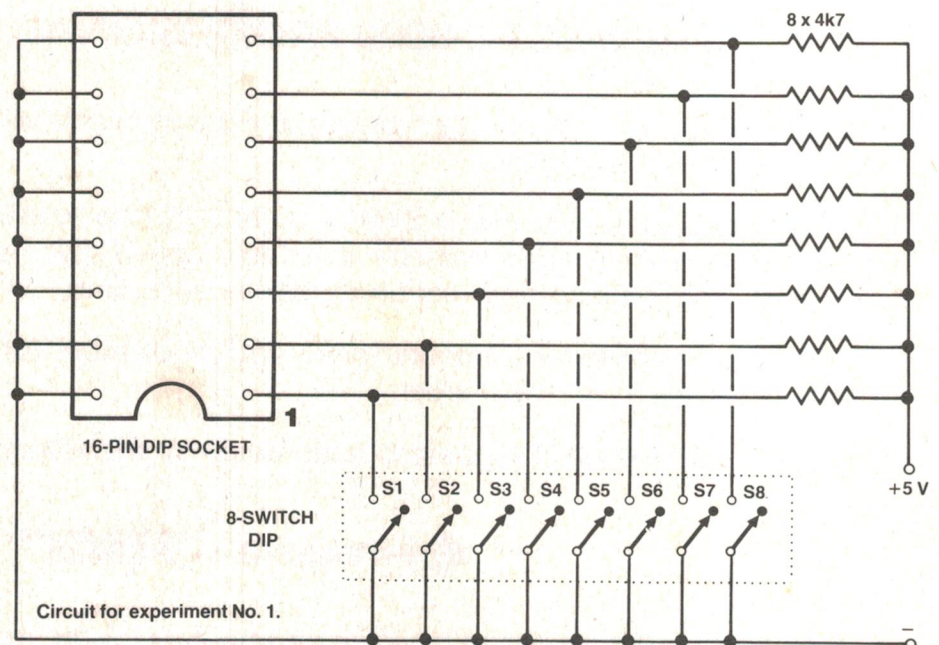 8 x 4k7
1
16-PIN DIP SOCKET
+5 V
S1 S2 S3 S4 S5 S6 S7 S8
8-SWITCH
DIP
Circuit for experiment No. 1.
–